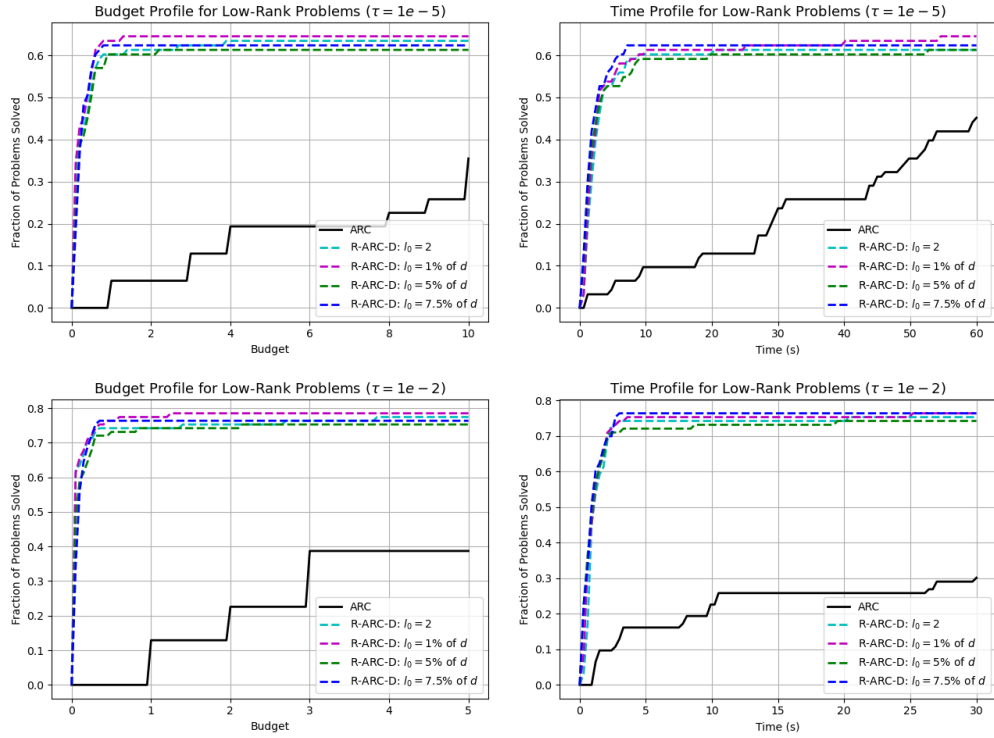 Budget Profile for Low-Rank Problems (τ = 1e − 5)
Fraction of Problems Solved
0.6
0.5
0.4
0.3
0.2
0.1
0.0
ARC
R-ARC-D: l₀ = 2
R-ARC-D: l₀ = 1% of d
R-ARC-D: l₀ = 5% of d
R-ARC-D: l₀ = 7.5% of d
0 2 4 6 8 10
Budget
Time Profile for Low-Rank Problems (τ = 1e − 5)
Fraction of Problems Solved
0.6
0.5
0.4
0.3
0.2
0.1
0.0
ARC
R-ARC-D: l₀ = 2
R-ARC-D: l₀ = 1% of d
R-ARC-D: l₀ = 5% of d
R-ARC-D: l₀ = 7.5% of d
0 10 20 30 40 50 60
Time (s)
Budget Profile for Low-Rank Problems (τ = 1e − 2)
Fraction of Problems Solved
0.8
0.7
0.6
0.5
0.4
0.3
0.2
0.1
0.0
ARC
R-ARC-D: l₀ = 2
R-ARC-D: l₀ = 1% of d
R-ARC-D: l₀ = 5% of d
R-ARC-D: l₀ = 7.5% of d
0 1 2 3 4 5
Budget
Time Profile for Low-Rank Problems (τ = 1e − 2)
Fraction of Problems Solved
0.8
0.7
0.6
0.5
0.4
0.3
0.2
0.1
0.0
ARC
R-ARC-D: l₀ = 2
R-ARC-D: l₀ = 1% of d
R-ARC-D: l₀ = 5% of d
R-ARC-D: l₀ = 7.5% of d
0 5 10 15 20 25 30
Time (s)